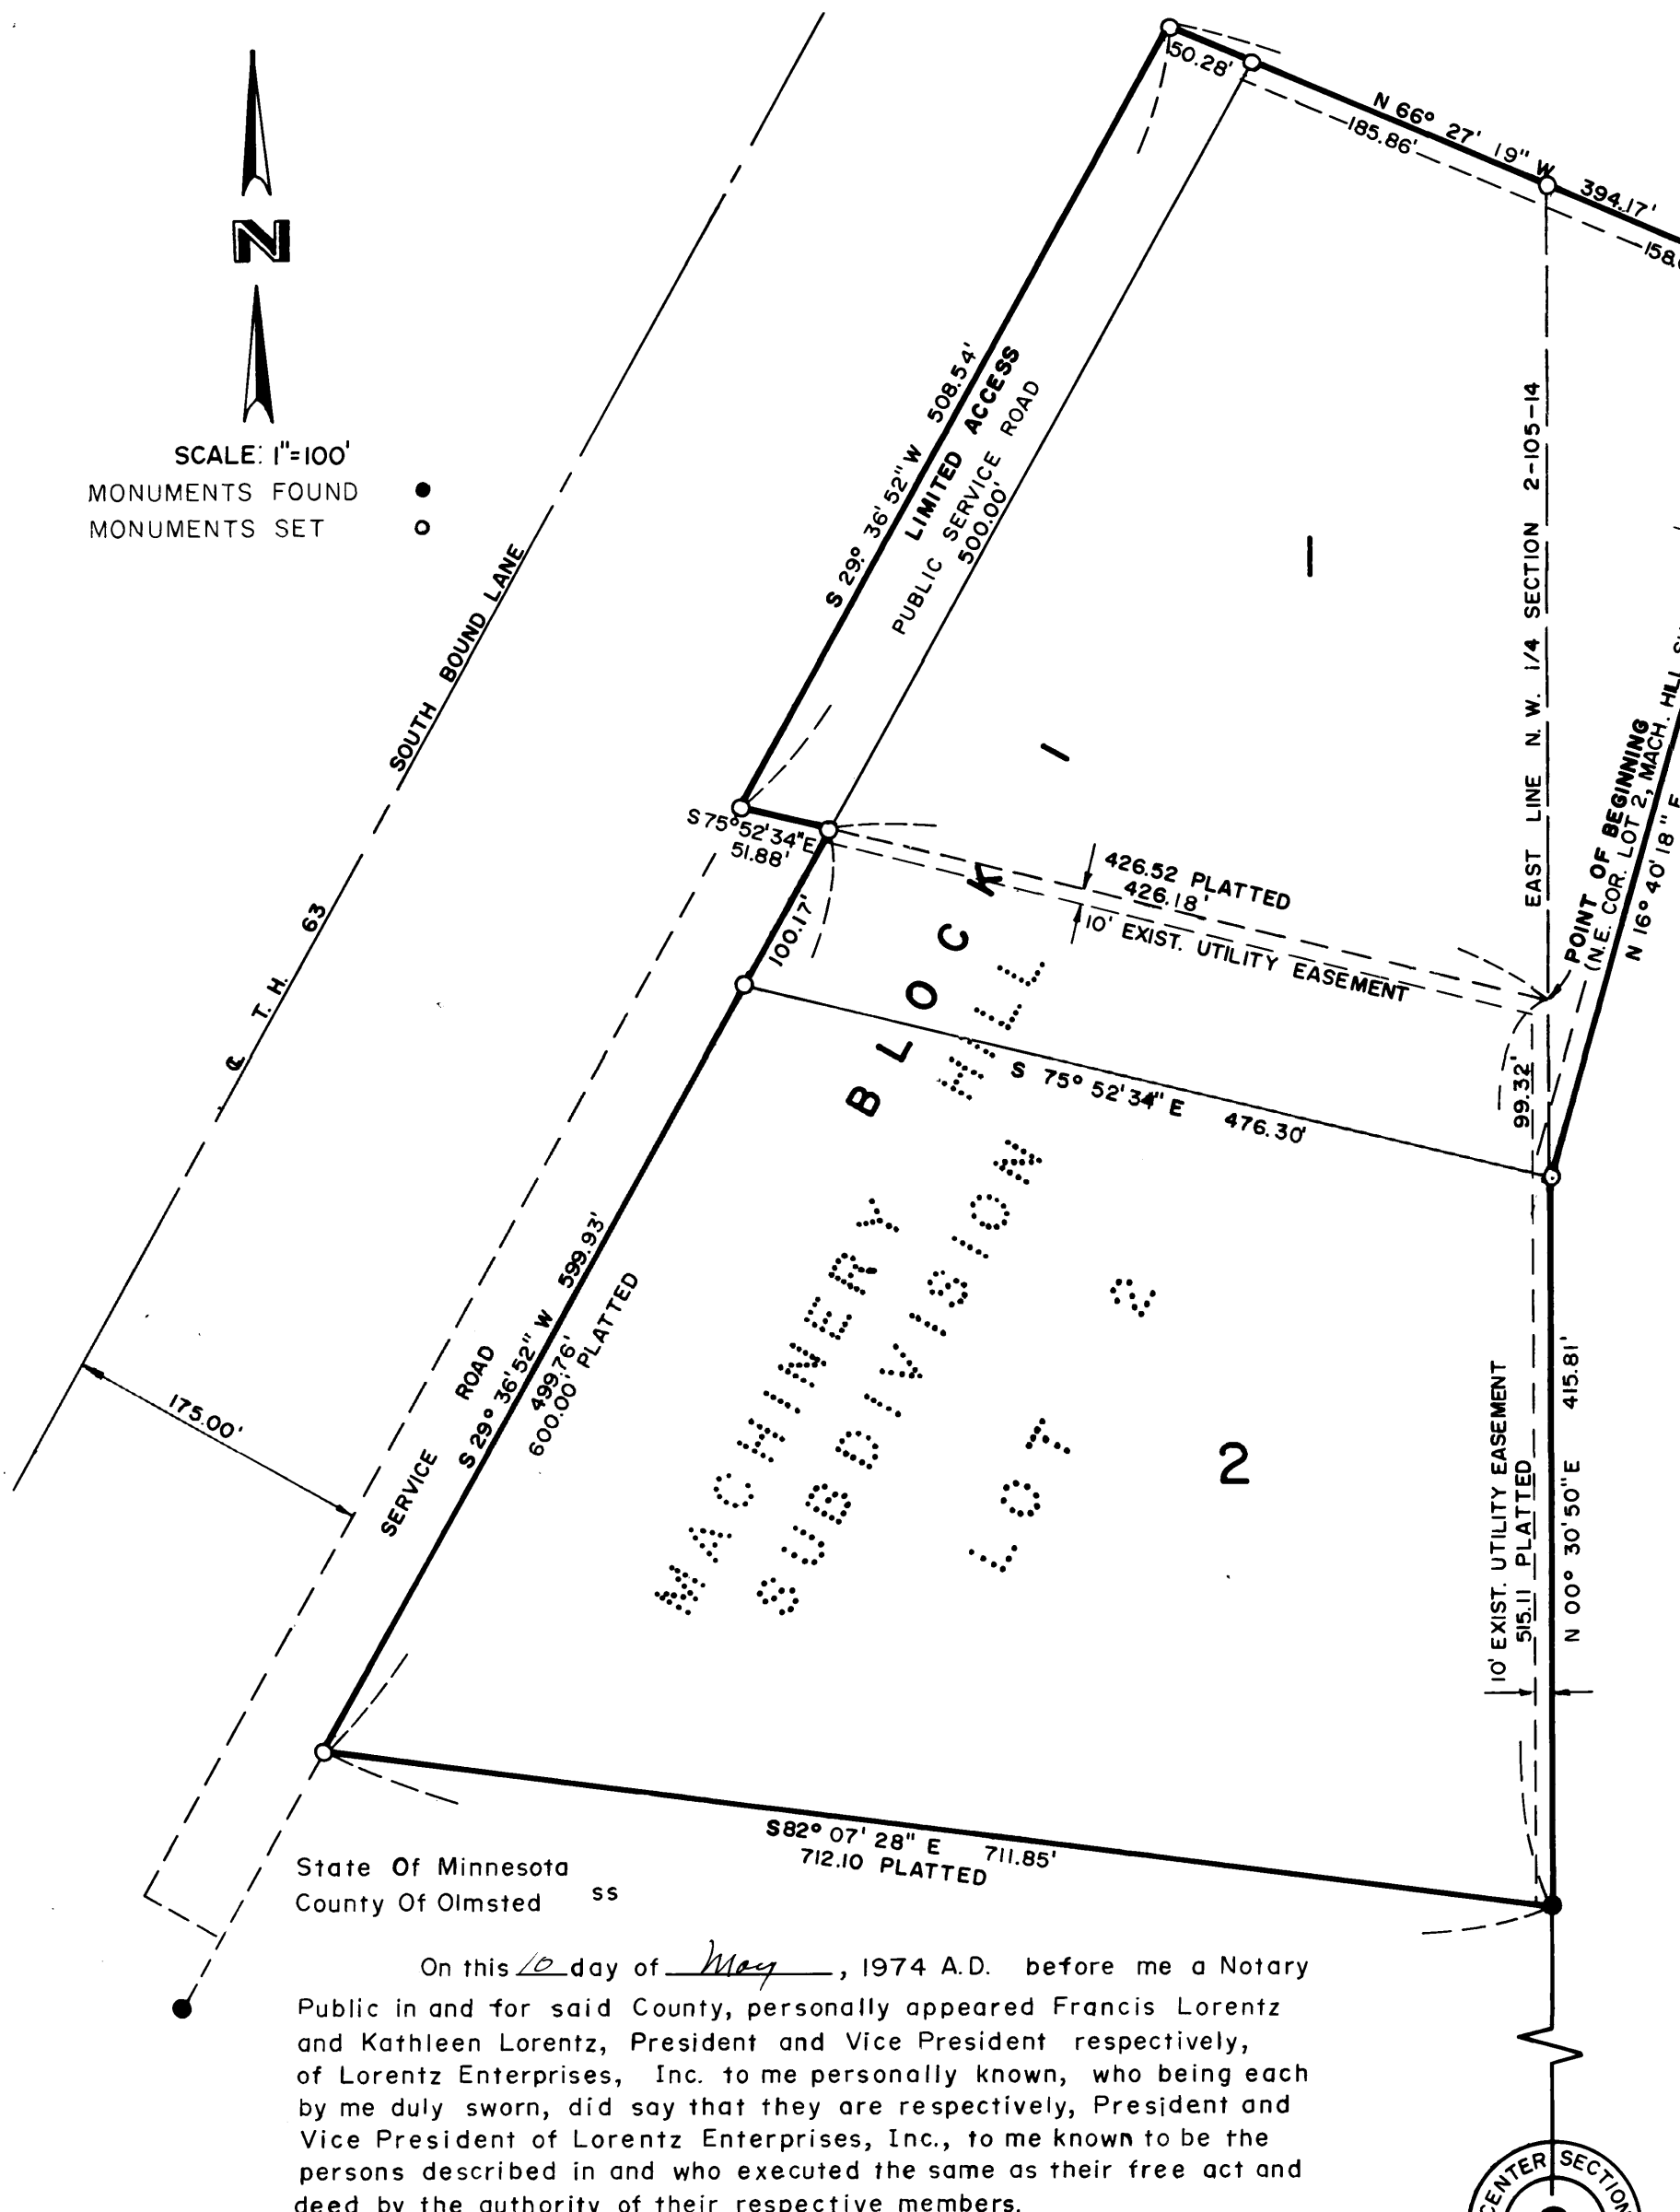 50.28'
N 66° 27' 19" W 394.17'
185.86'
N
SCALE: 1"=100'
MONUMENTS FOUND
MONUMENTS SET
S 29° 36' 52" W 508.54'
LIMITED ACCESS
PUBLIC SERVICE ROAD
500.00'
1
EAST LINE N. W. 1/4 SECTION 2-105-14
SOUTH BOUND LANE
℄ T. H. 63
S 75° 52' 34" E
51.88'
100.17'
BLOCK 1
426.52 PLATTED
426.18'
10' EXIST. UTILITY EASEMENT
POINT OF BEGINNING
(N.E. COR. LOT 2, MACH. HILL
N 16° 40' 18" E
99.32'
S 75° 52' 34" E 476.30'
MACHINERY HILL
SUBDIVISION
LOT 2
2
175.00'
SERVICE ROAD
S 29° 36' 52" W 599.93'
499.76'
600.00' PLATTED
10' EXIST. UTILITY EASEMENT
515.11 PLATTED
N 00° 30' 50" E 415.81'
S 82° 07' 28" E 711.85'
712.10 PLATTED
State Of Minnesota
County Of Olmsted ss
On this 10 day of May, 1974 A.D. before me a Notary
Public in and for said County, personally appeared Francis Lorentz
and Kathleen Lorentz, President and Vice President respectively,
of Lorentz Enterprises, Inc. to me personally known, who being each
by me duly sworn, did say that they are respectively, President and
Vice President of Lorentz Enterprises, Inc., to me known to be the
persons described in and who executed the same as their free act and
deed by the authority of their respective members.
CENTER SECTION